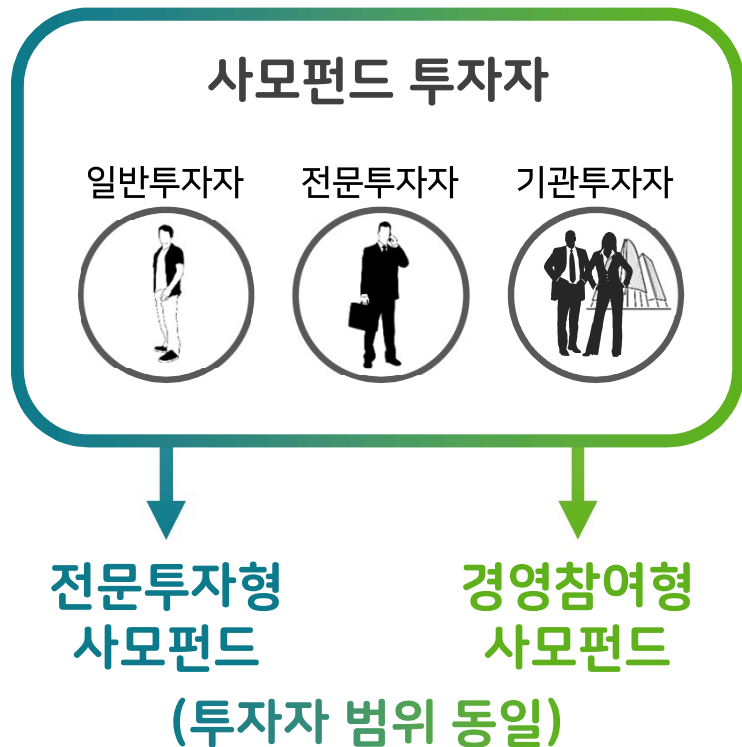 사모펀드 투자자
일반투자자 전문투자자 기관투자자
전문투자형 경영참여형
사모펀드 사모펀드
(투자자 범위 동일)